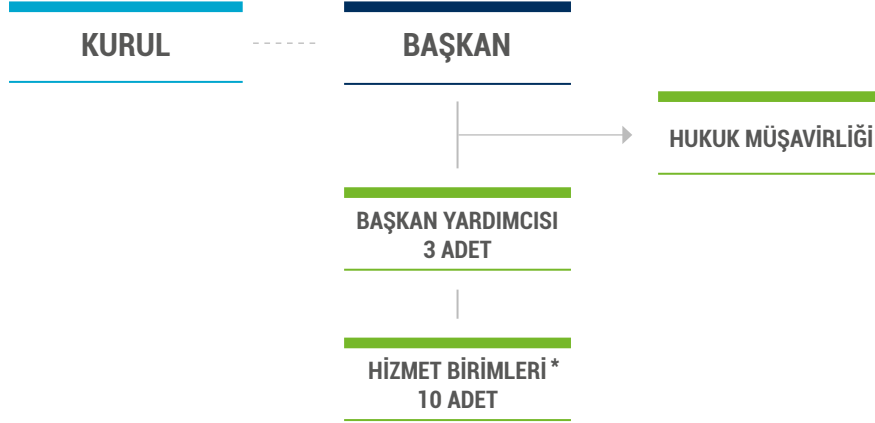 KURUL
BAŞKAN
HUKUK MÜŞAVİRLİĞİ
BAŞKAN YARDIMCISI
3 ADET
HİZMET BİRİMLERİ *
10 ADET